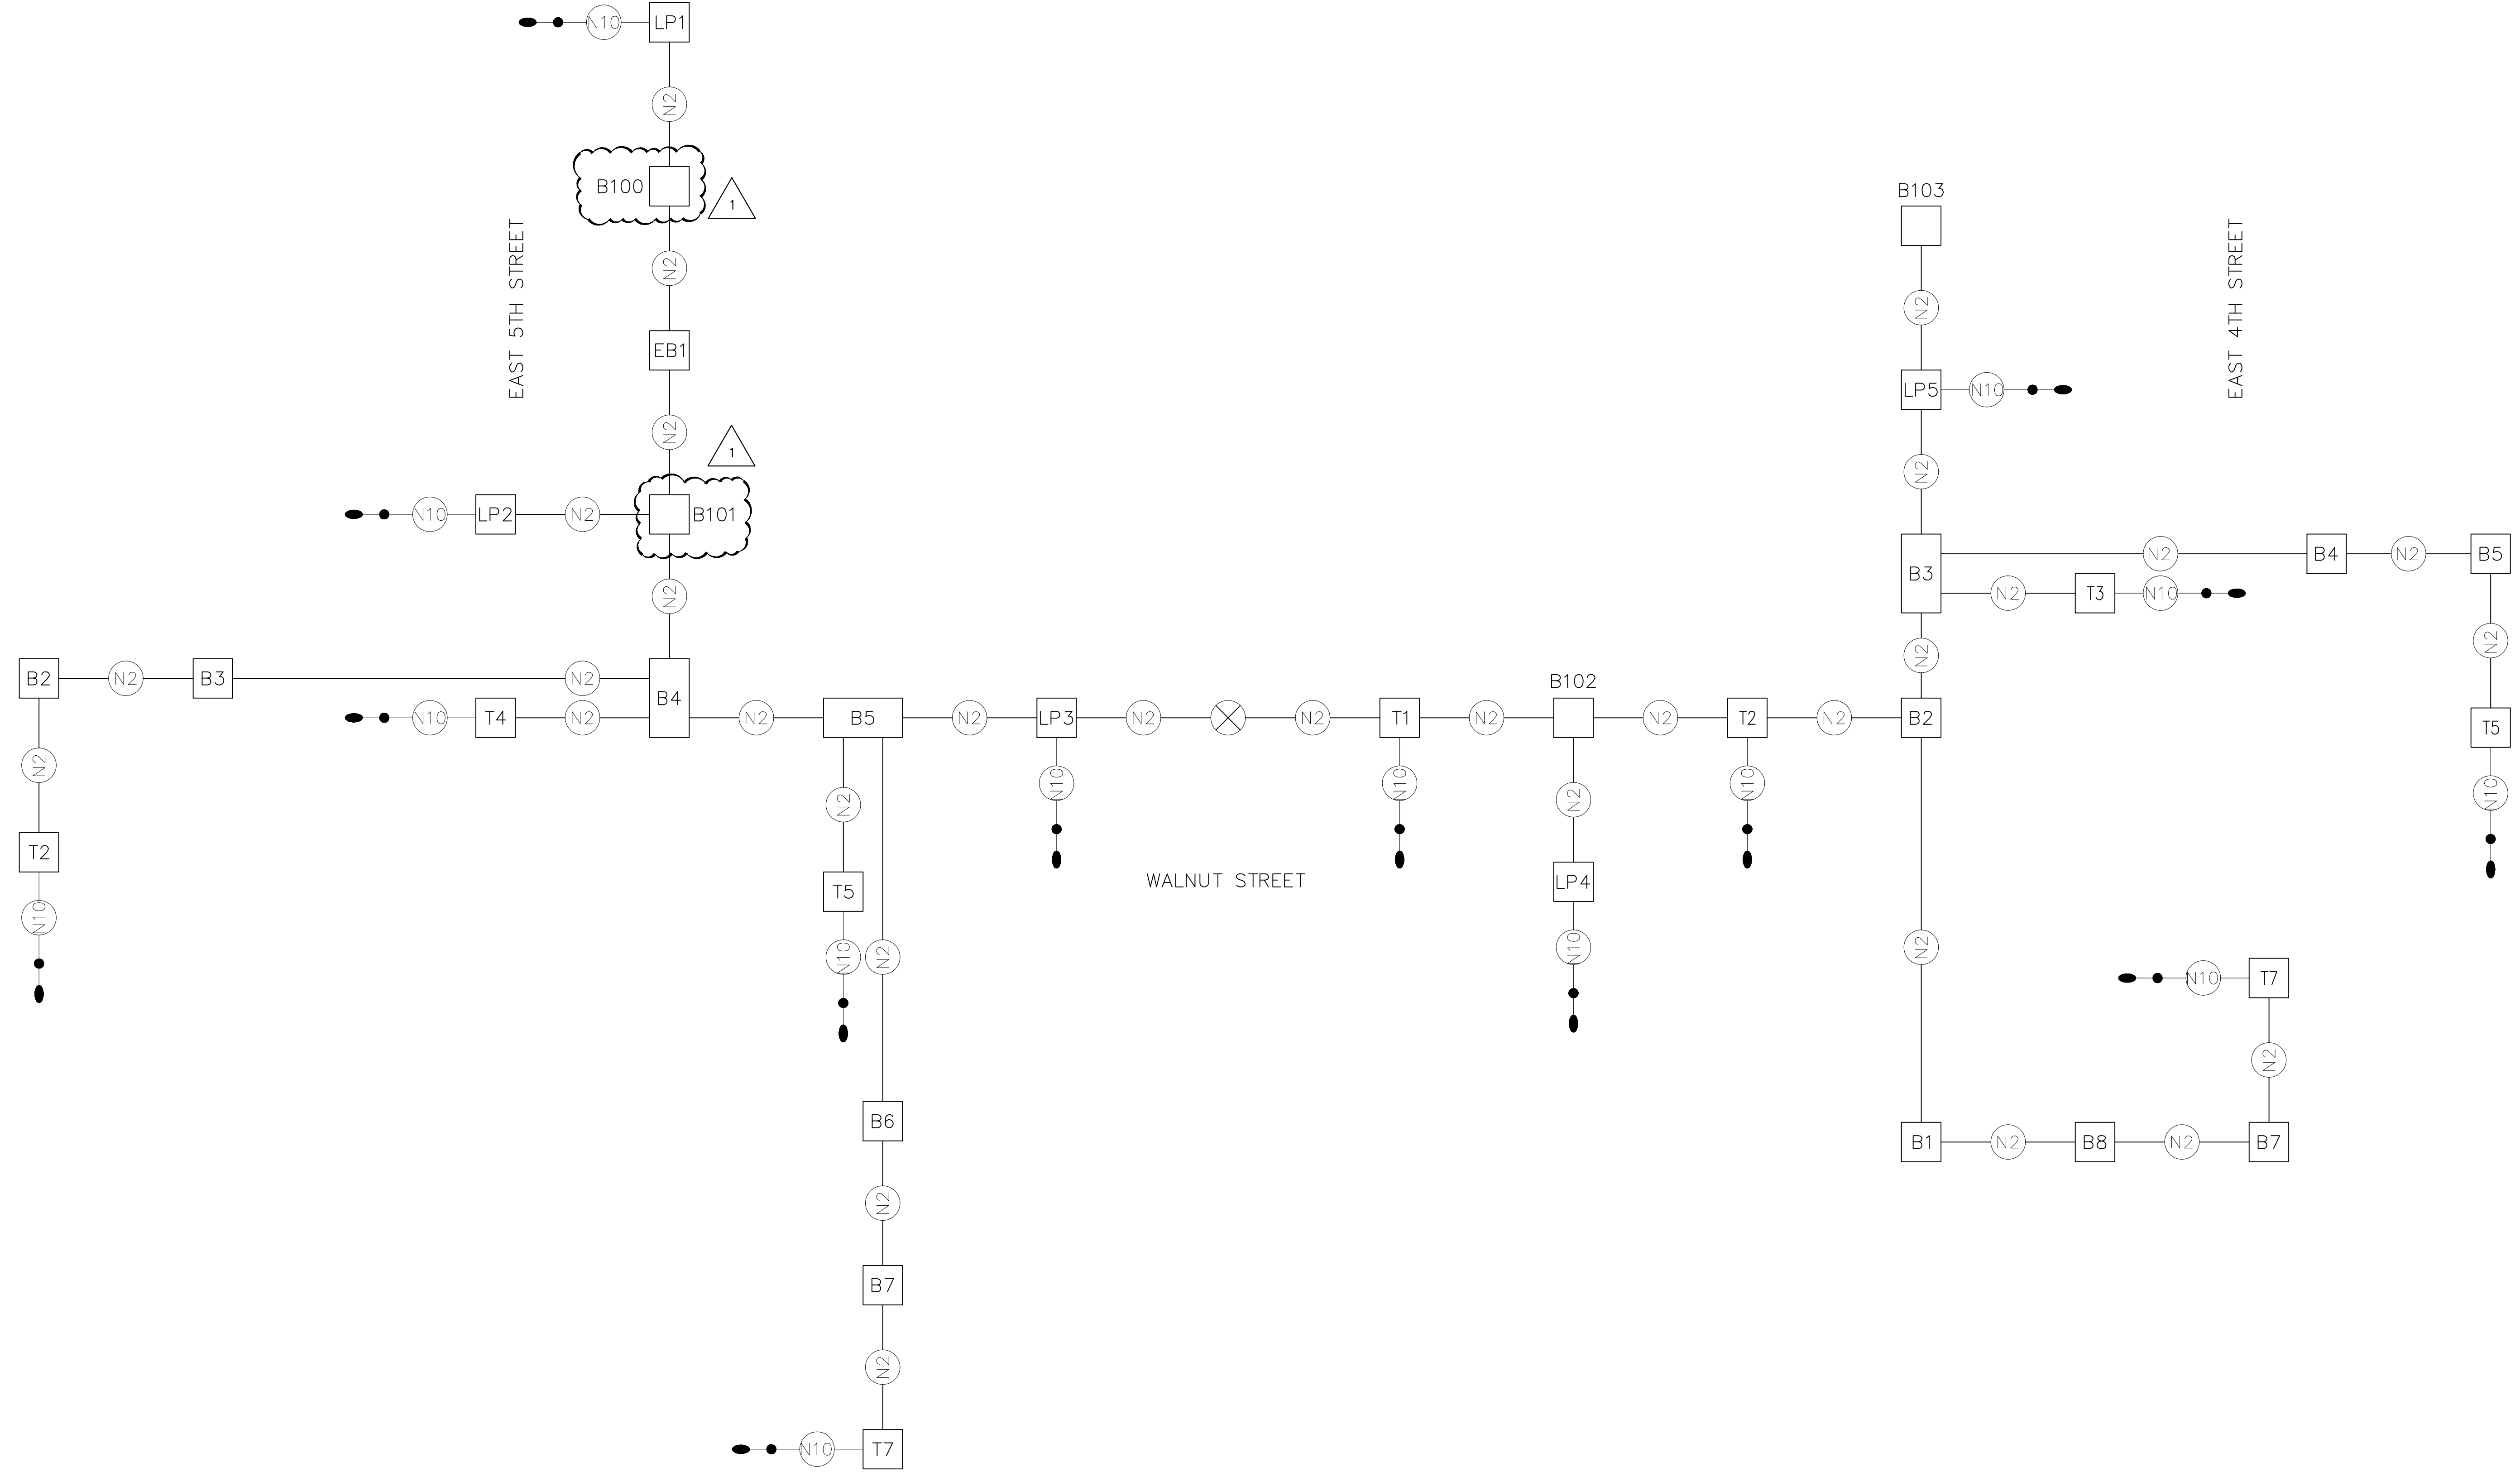 N10 LP1
N2
B100
1
N2
EAST 5TH STREET
EB1
N2
1
N10 LP2 N2 B101
N2
B103
N2
EAST 4TH STREET
LP5 N10
N2
B3 N2 B4 N2 B5
N2 T3 N10
N2
N2
B2 N2 B3 N2 B4
N10 T4 N2
N2 B5 N2 LP3 N2 N2 T1 N2 B102 N2 T2 N2 B2
N2
T2
N10
N2
T5
N10
N2
N10
N10
N2
N10
T5
N10
WALNUT STREET
LP4
N10
N2
N10 T7
N2
B6
B1 N2 B8 N2 B7
N2
B7
N2
N10 T7